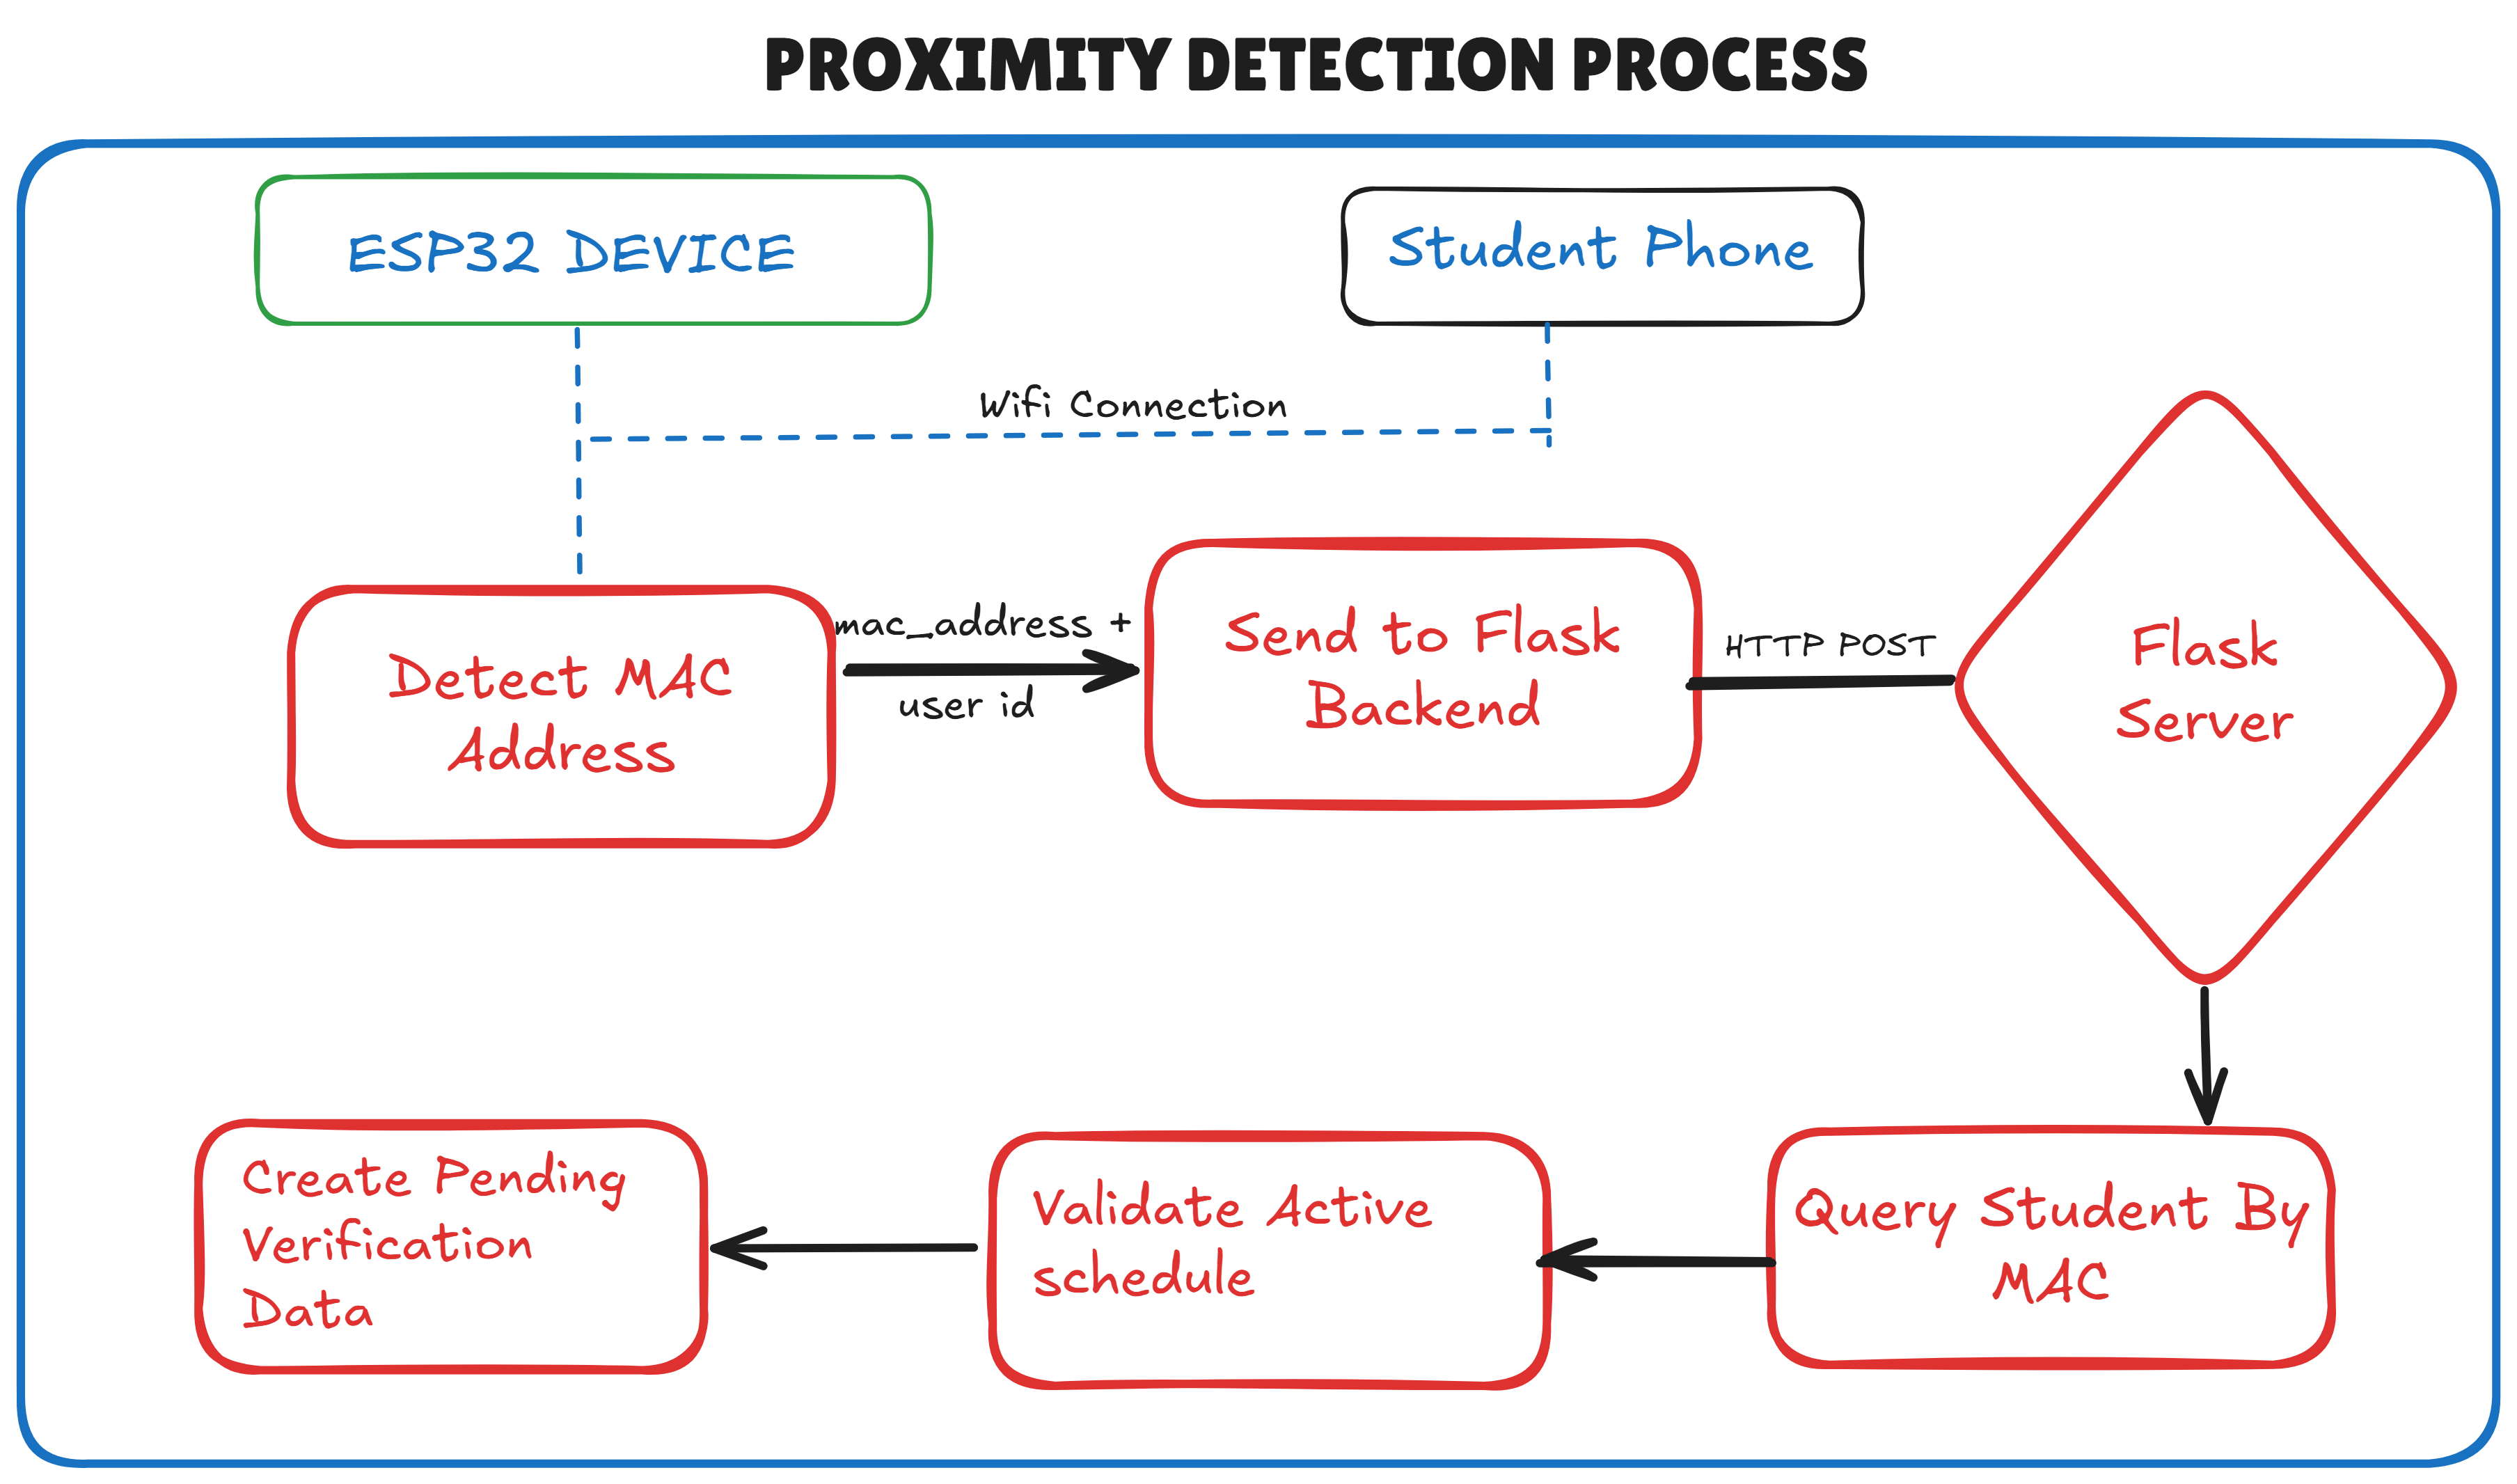 PROXIMITY DETECTION PROCESS
ESP32 DEVICE
Student Phone
Wifi Connection
Detect MAC
Address
mac_address +
user id
Send to Flask
Backend
HTTP POST
Flask
Server
Query Student By
MAC
Validate Active
schedule
Create Pending
Verification
Data